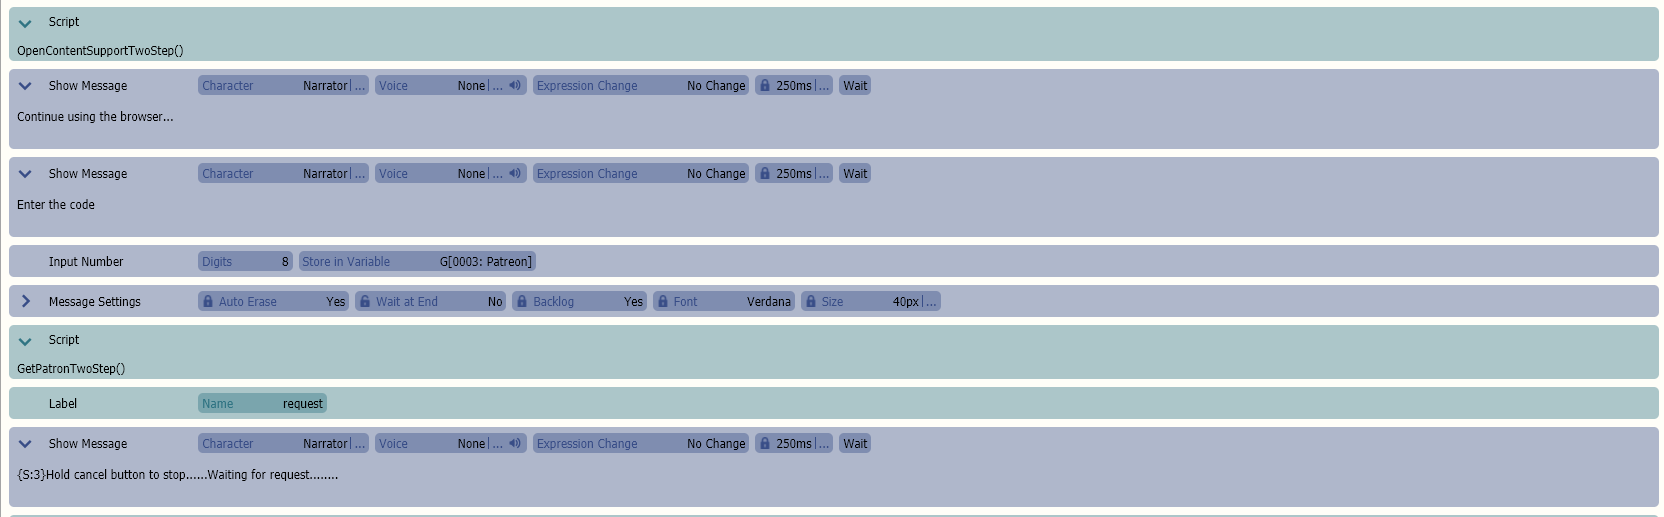 Script
OpenContentSupportTwoStep()
Show Message Character Narrator|... Voice None|... Expression Change No Change 250ms|... Wait
Continue using the browser...
Show Message Character Narrator|... Voice None|... Expression Change No Change 250ms|... Wait
Enter the code
Input Number Digits 8 Store in Variable G[0003: Patreon]
Message Settings Auto Erase Yes Wait at End No Backlog Yes Font Verdana Size 40px|...
Script
GetPatronTwoStep()
Label Name request
Show Message Character Narrator|... Voice None|... Expression Change No Change 250ms|... Wait
{S:3}Hold cancel button to stop......Waiting for request........